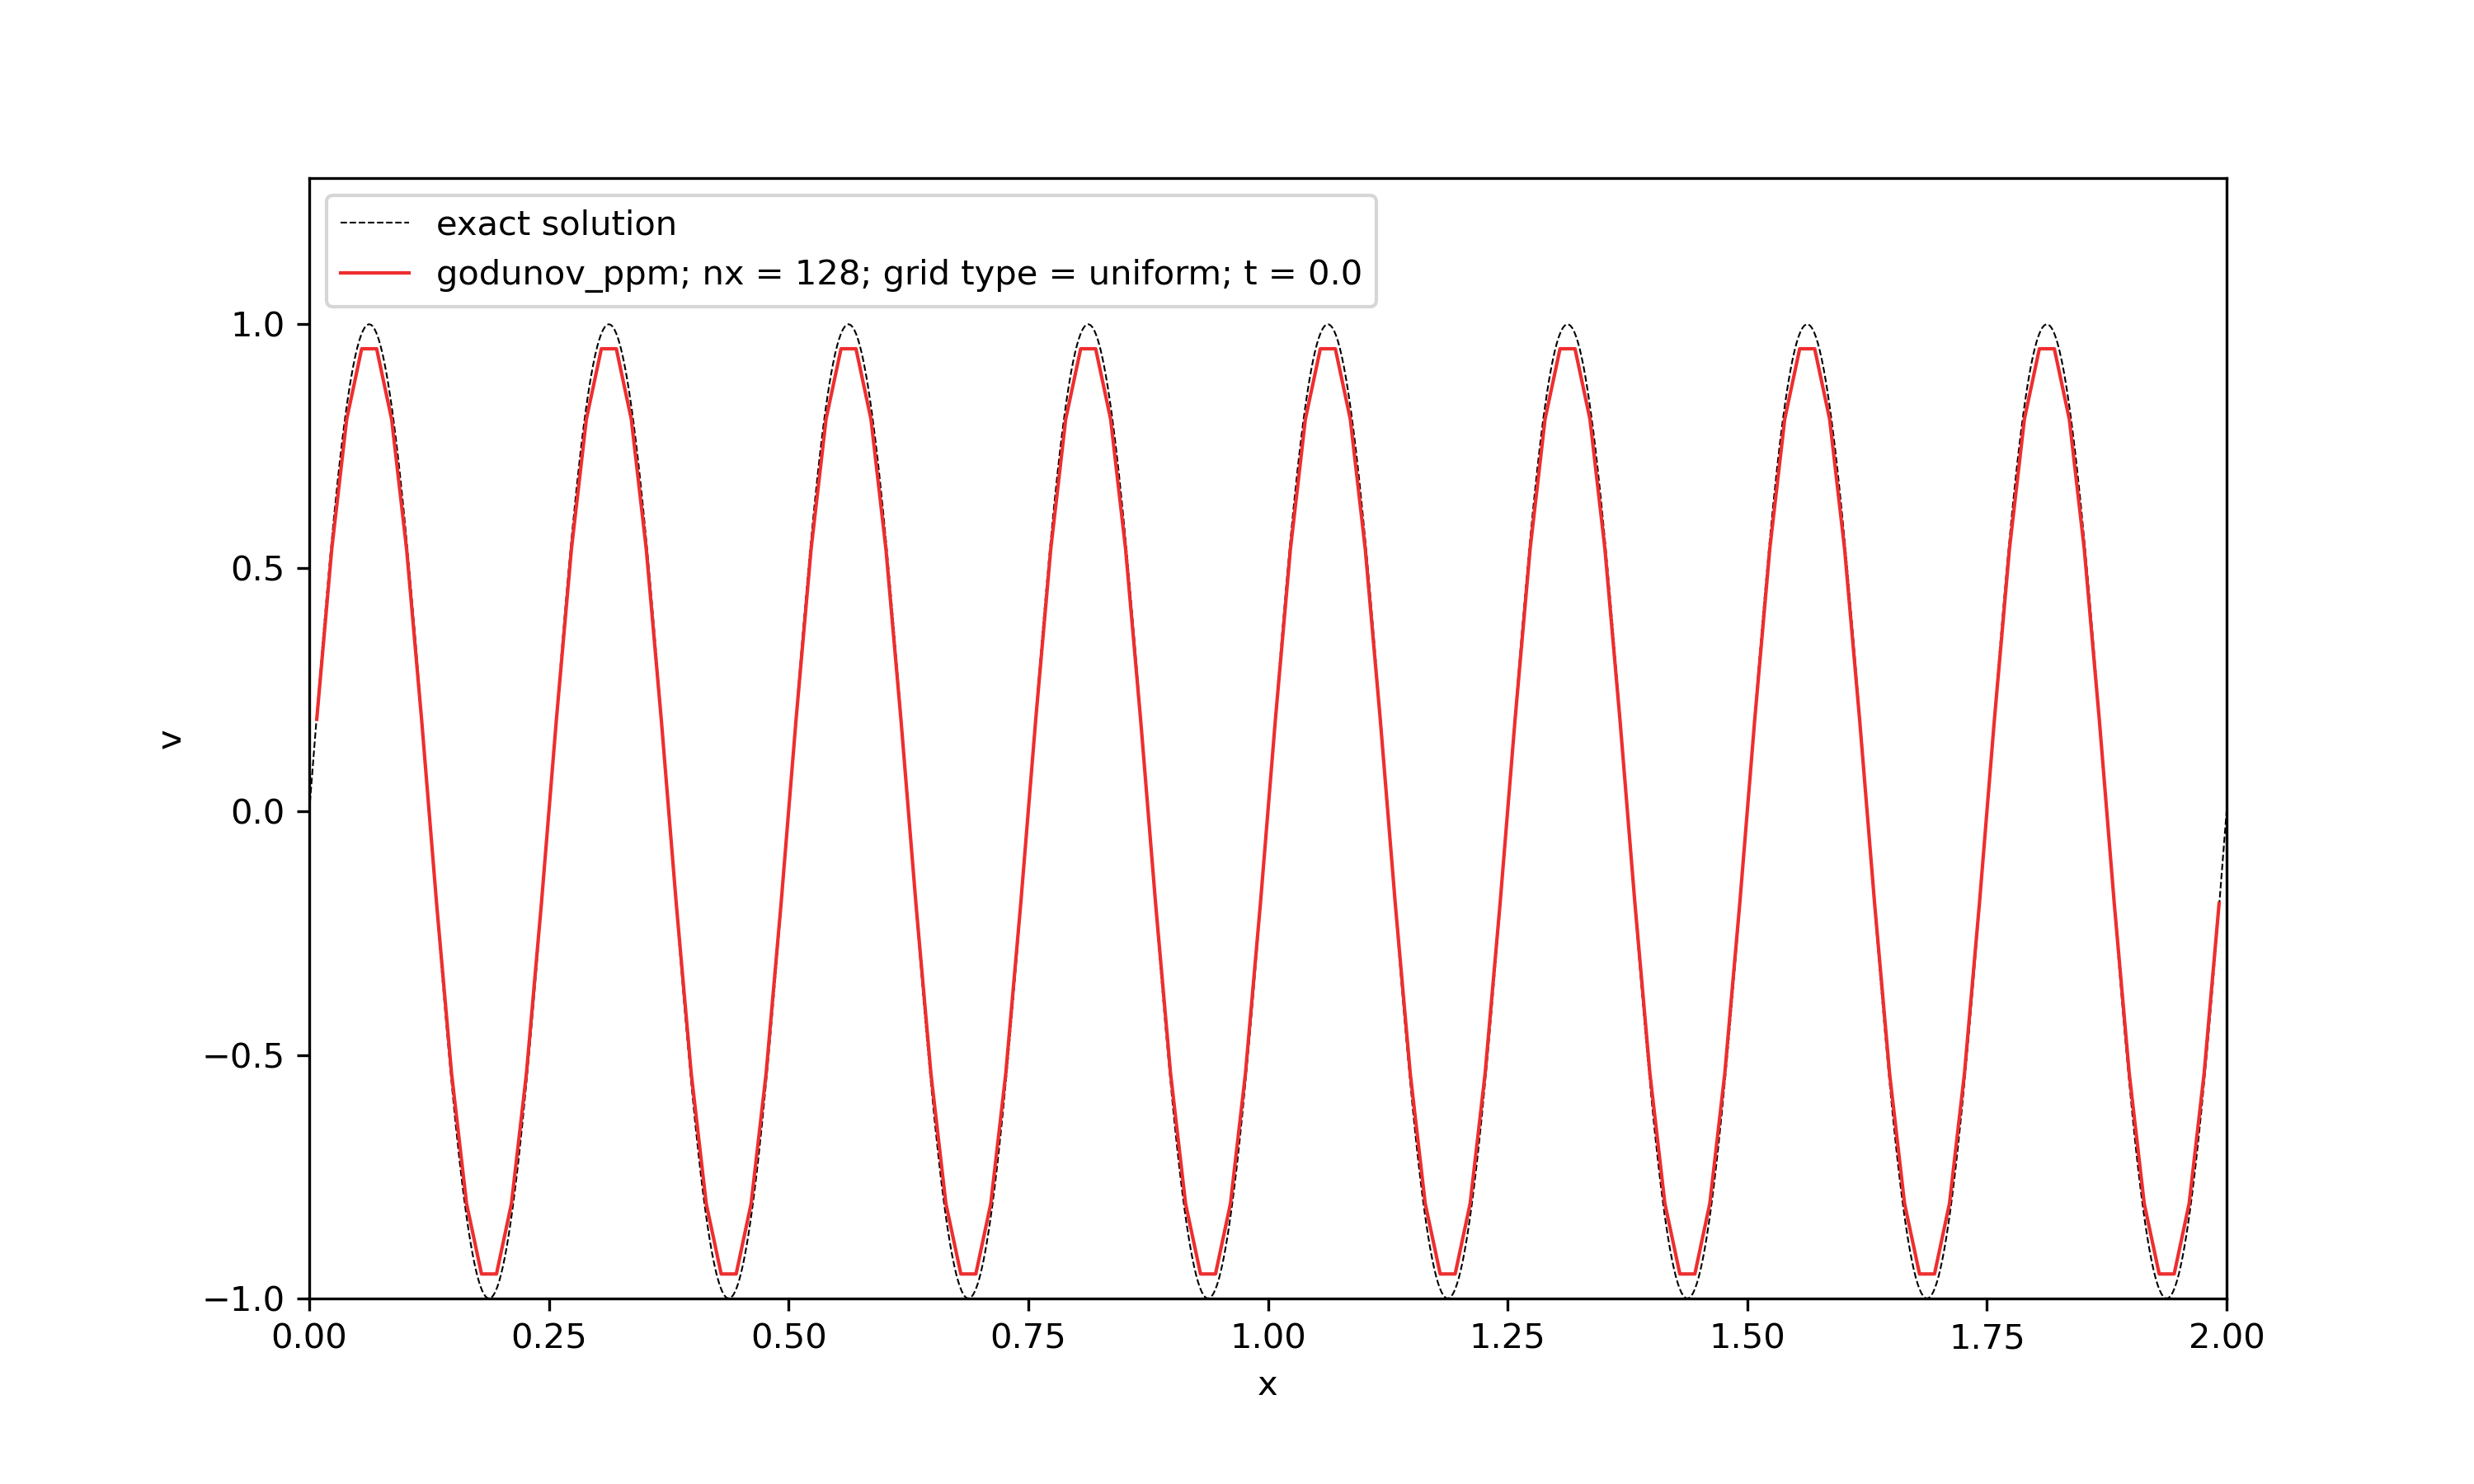 exact solution
godunov_ppm; nx = 128; grid type = uniform; t = 0.0
1.0
0.5
0.0
−0.5
−1.0
v
0.00 0.25 0.50 0.75 1.00 1.25 1.50 1.75 2.00
x